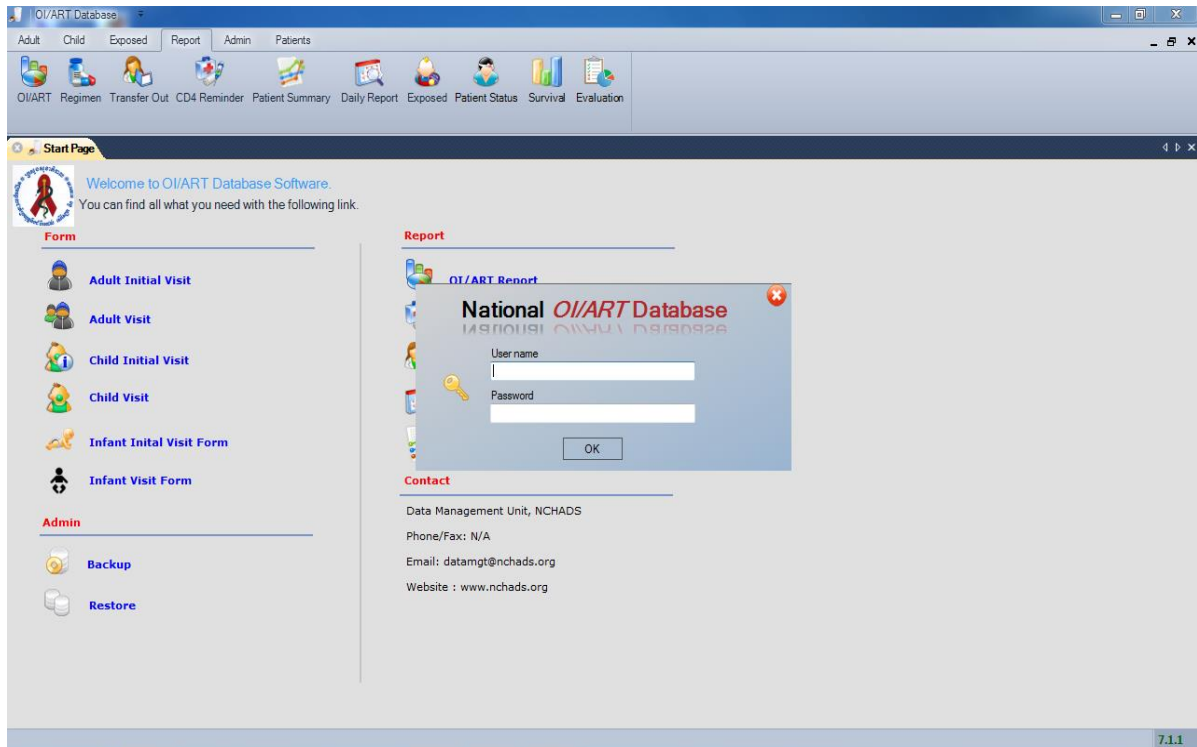 OI/ART Database
Adult Child Exposed Report Admin Patients
OI/ART Regimen Transfer Out CD4 Reminder Patient Summary Daily Report Exposed Patient Status Survival Evaluation
Start Page
Welcome to OI/ART Database Software.
You can find all what you need with the following link.
Form
Adult Initial Visit
Adult Visit
Child Initial Visit
Child Visit
Infant Inital Visit Form
Infant Visit Form
Admin
Backup
Restore
Report
OI/ART Report
National OI/ART Database
User name
Password
OK
Contact
Data Management Unit, NCHADS
Phone/Fax: N/A
Email: datamgt@nchads.org
Website : www.nchads.org
7.1.1